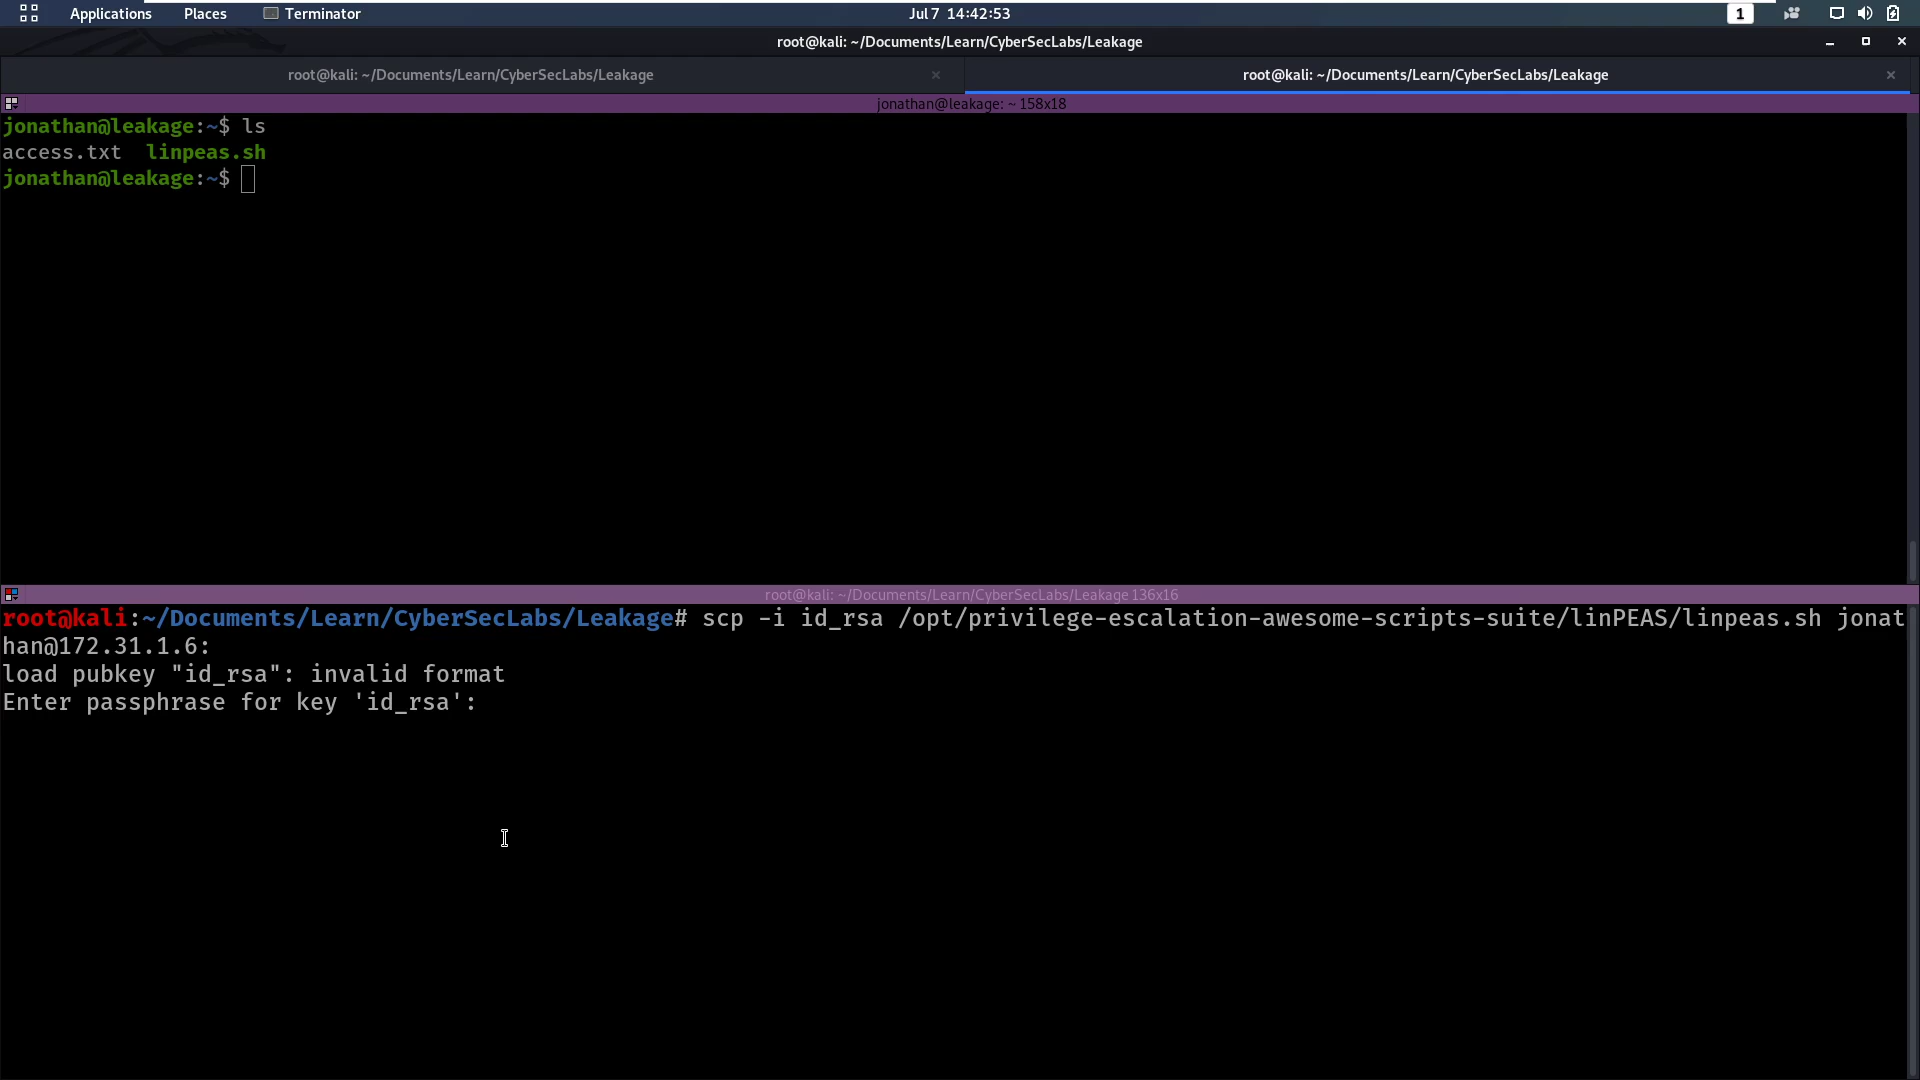 Applications Places Terminator Jul 7 14:42:53 1
root@kali: ~/Documents/Learn/CyberSecLabs/Leakage
root@kali: ~/Documents/Learn/CyberSecLabs/Leakage root@kali: ~/Documents/Learn/CyberSecLabs/Leakage
jonathan@leakage: ~ 158x18
jonathan@leakage:~$ ls
access.txt linpeas.sh
jonathan@leakage:~$
root@kali: ~/Documents/Learn/CyberSecLabs/Leakage 136x16
root@kali:~/Documents/Learn/CyberSecLabs/Leakage# scp -i id_rsa /opt/privilege-escalation-awesome-scripts-suite/linPEAS/linpeas.sh jonat
han@172.31.1.6:
load pubkey "id_rsa": invalid format
Enter passphrase for key 'id_rsa':